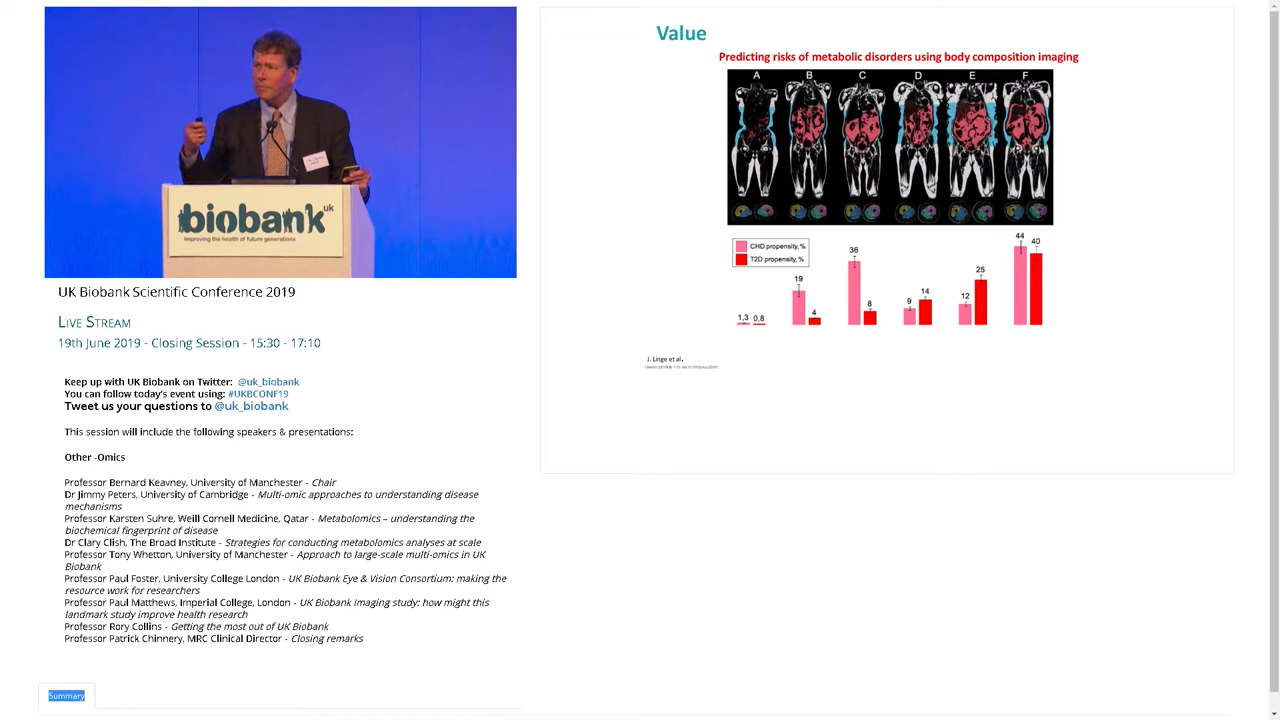 biobank uk
Improving the health of future generations
UK Biobank Scientific Conference 2019
Live Stream
19th June 2019 - Closing Session - 15:30 - 17:10
Keep up with UK Biobank on Twitter: @uk_biobank
You can follow today's event using: #UKBCONF19
Tweet us your questions to @uk_biobank
This session will include the following speakers & presentations:
Other -Omics
Professor Bernard Keavney, University of Manchester - Chair
Dr Jimmy Peters, University of Cambridge - Multi-omic approaches to understanding disease
mechanisms
Professor Karsten Suhre, Weill Cornell Medicine, Qatar - Metabolomics – understanding the
biochemical fingerprint of disease
Dr Clary Clish, The Broad Institute - Strategies for conducting metabolomics analyses at scale
Professor Tony Whetton, University of Manchester - Approach to large-scale multi-omics in UK
Biobank
Professor Paul Foster, University College London - UK Biobank Eye & Vision Consortium: making the
resource work for researchers
Professor Paul Matthews, Imperial College, London - UK Biobank Imaging study: how might this
landmark study improve health research
Professor Rory Collins - Getting the most out of UK Biobank
Professor Patrick Chinnery, MRC Clinical Director - Closing remarks
Summary
Value
Predicting risks of metabolic disorders using body composition imaging
A B C D E F
CHD propensity, %
T2D propensity, %
1,3 0,8 19 4 36 8 9 14 12 25 44 40
J. Linge et al.